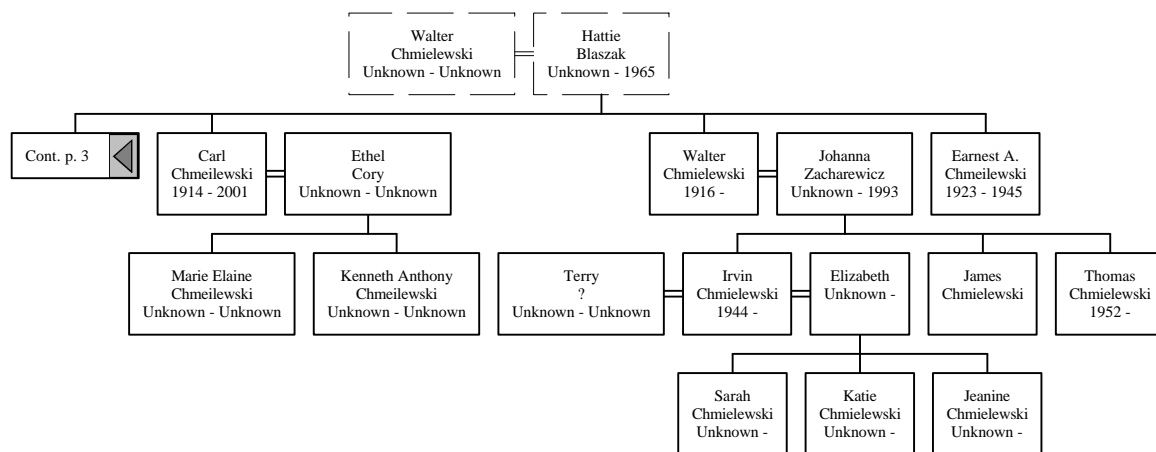 Walter
Chmielewski
Unknown - Unknown
Hattie
Blaszak
Unknown - 1965
Cont. p. 3
Carl
Chmeilewski
1914 - 2001
Ethel
Cory
Unknown - Unknown
Walter
Chmielewski
1916 -
Johanna
Zacharewicz
Unknown - 1993
Earnest A.
Chmeilewski
1923 - 1945
Marie Elaine
Chmeilewski
Unknown - Unknown
Kenneth Anthony
Chmeilewski
Unknown - Unknown
Terry
?
Unknown - Unknown
Irvin
Chmielewski
1944 -
Elizabeth
Unknown -
James
Chmielewski
Thomas
Chmielewski
1952 -
Sarah
Chmielewski
Unknown -
Katie
Chmielewski
Unknown -
Jeanine
Chmielewski
Unknown -